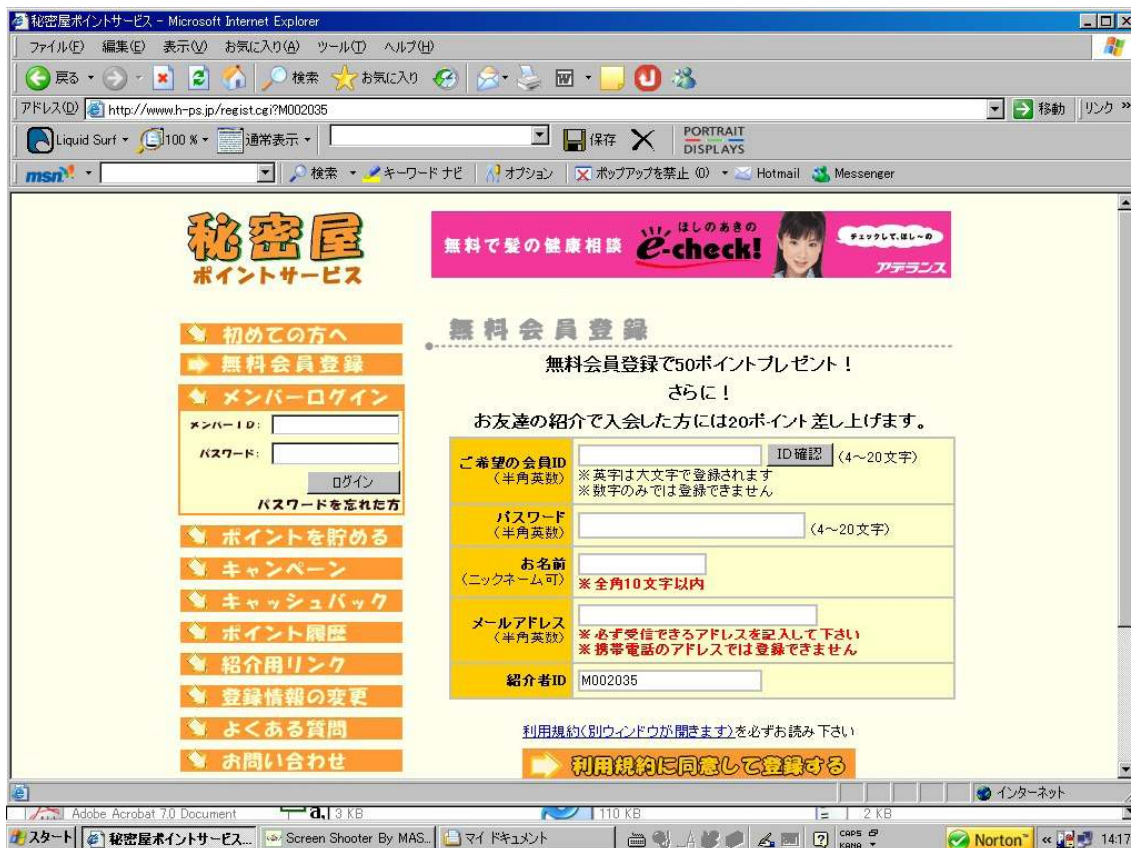 秘密屋ポイントサービス - Microsoft Internet Explorer
ファイル(F) 編集(E) 表示(V) お気に入り(A) ツール(T) ヘルプ(H)
戻る 検索 お気に入り
アドレス(D) http://www.h-ps.jp/regist.cgi?M002035 移動 リンク »
Liquid Surf 100 % 通常表示 保存 PORTRAIT DISPLAYS
msn 検索 キーワード ナビ オプション ポップアップを禁止 (0) Hotmail Messenger
秘密屋
ポイントサービス
無料で髪の健康相談 ほしのあきの e-check! チェックして、ほし〜の アデランス
初めての方へ
無料会員登録
メンバーログイン
メンバーID:
パスワード:
ログイン
パスワードを忘れた方
ポイントを貯める
キャンペーン
キャッシュバック
ポイント履歴
紹介用リンク
登録情報の変更
よくある質問
お問い合わせ
無料会員登録
無料会員登録で50ポイントプレゼント!
さらに!
お友達の紹介で入会した方には20ポイント差し上げます。
ご希望の会員ID
(半角英数)
ID確認 (4〜20文字)
※英字は大文字で登録されます
※数字のみでは登録できません
パスワード
(半角英数)
(4〜20文字)
お名前
(ニックネーム可)
※全角10文字以内
メールアドレス
(半角英数)
※必ず受信できるアドレスを記入して下さい
※携帯電話のアドレスでは登録できません
紹介者ID M002035
利用規約(別ウィンドウが開きます)を必ずお読み下さい
利用規約に同意して登録する
インターネット
Adobe Acrobat 7.0 Document a, 3 KB 110 KB 2 KB
スタート 秘密屋ポイントサービス... Screen Shooter By MAS... マイ ドキュメント CAPS KANA Norton™ « 14:17